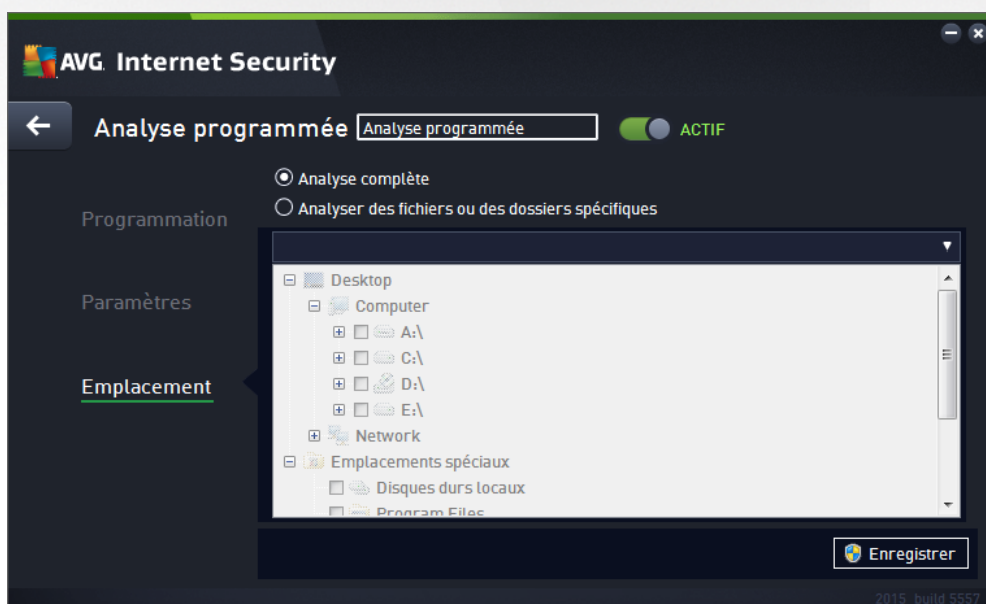 AVG. Internet Security
Analyse programmée Analyse programmée ACTIF
Analyse complète
Analyser des fichiers ou des dossiers spécifiques
Programmation
Paramètres
Emplacement
Desktop
Computer
A:\
C:\
D:\
E:\
Network
Emplacements spéciaux
Disques durs locaux
Program Files
Enregistrer
2015 build 5557